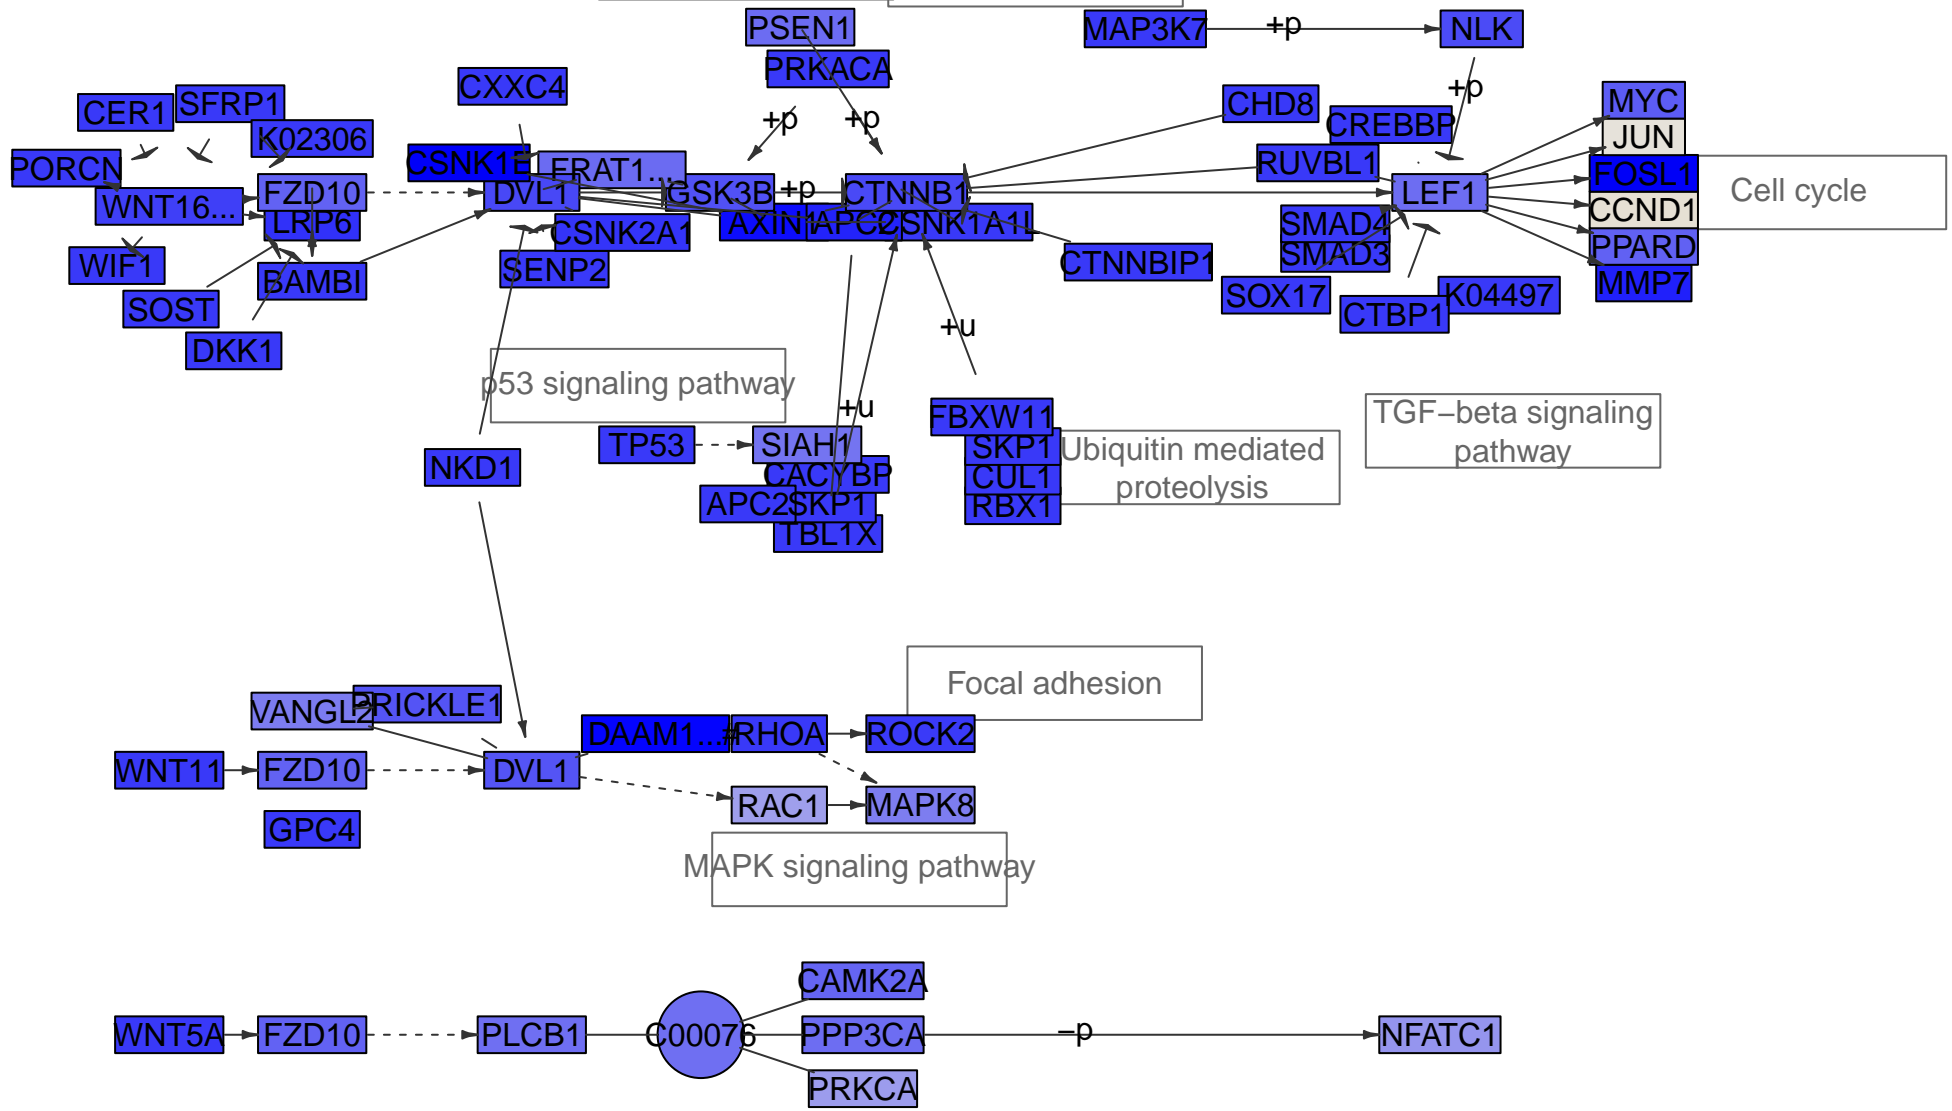 PSEN1
MAP3K7
+p
NLK
PRKACA
CXXC4
CER1
SFRP1
+p
+p
CHD8
+p
MYC
K02306
CREBBP
JUN
PORCN
CSNK1E
FRAT1...
RUVBL1
FOSL1
Cell cycle
WNT16...
FZD10
DVL1
GSK3B
+p
CTNNB1
LEF1
CCND1
LRP6
CSNK2A1
AXIN1
APC2
CSNK1A1L
SMAD4
PPARD
WIF1
BAMBI
SENP2
CTNNBIP1
SMAD3
MMP7
SOST
SOX17
K04497
DKK1
CTBP1
+u
p53 signaling pathway
+u
FBXW11
TGF−beta signaling
pathway
TP53
SIAH1
SKP1
Ubiquitin mediated
proteolysis
NKD1
CACYBP
CUL1
APC2
SKP1
RBX1
TBL1X
Focal adhesion
VANGL2
PRICKLE1
DAAM1...
RHOA
ROCK2
WNT11
FZD10
DVL1
RAC1
MAPK8
GPC4
MAPK signaling pathway
CAMK2A
WNT5A
FZD10
PLCB1
C00076
PPP3CA
−p
NFATC1
PRKCA